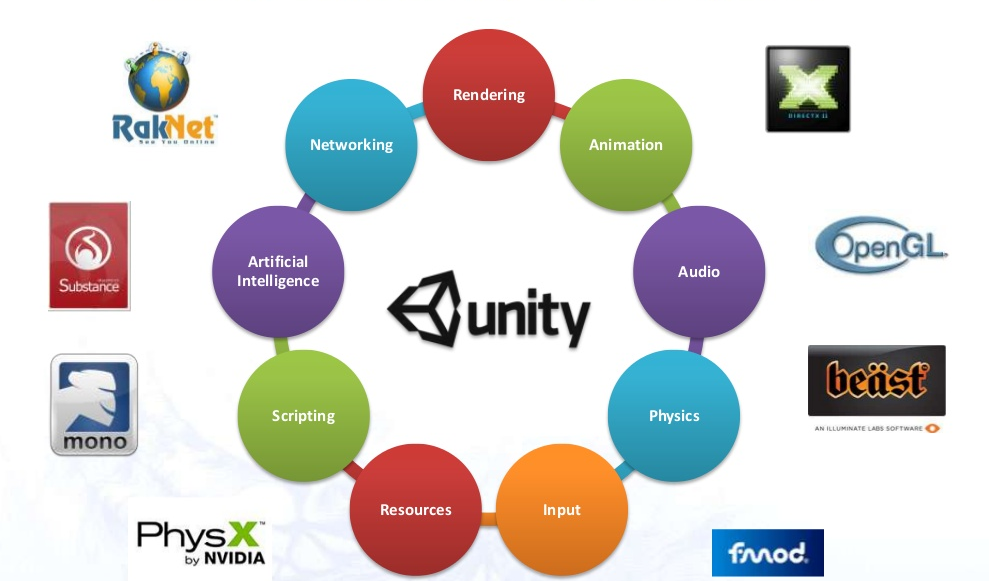 Rendering
Networking
Animation
RakNet
See You Online
DIRECTX 11
Artificial
Intelligence
Audio
Substance
OpenGL
unity
beäst
AN ILLUMINATE LABS SOFTWARE
Scripting
Physics
mono
Resources
Input
PhysX™
by NVIDIA
fmod